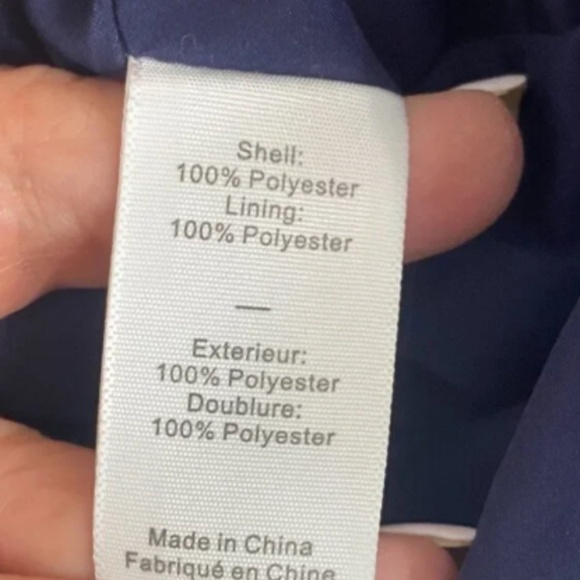 Shell:
100% Polyester
Lining:
100% Polyester
—
Exterieur:
100% Polyester
Doublure:
100% Polyester
Made in China
Fabriqué en Chine